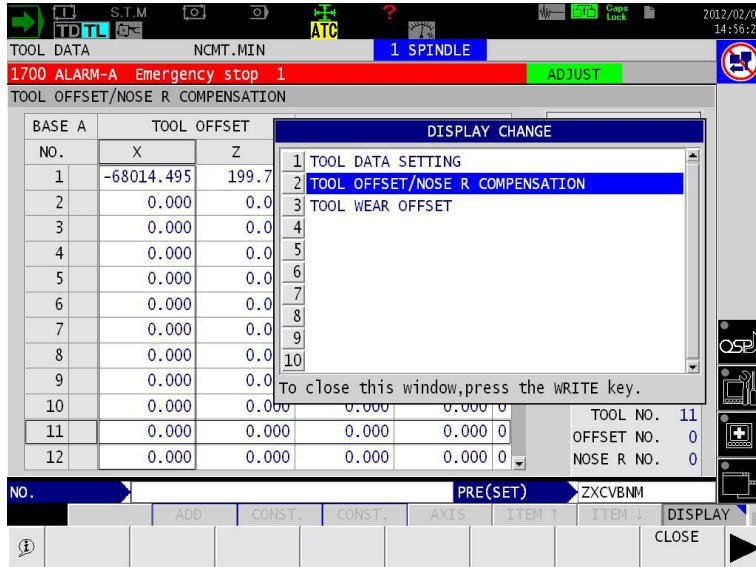 S.T.M ? Caps Lock 2012/02/0
TD TL ATC 14:56:2
TOOL DATA NCMT.MIN 1 SPINDLE
1700 ALARM-A Emergency stop 1 ADJUST
TOOL OFFSET/NOSE R COMPENSATION
BASE A TOOL OFFSET
NO. X Z
1 -68014.495 199.7
2 0.000 0.0
3 0.000 0.0
4 0.000 0.0
5 0.000 0.0
6 0.000 0.0
7 0.000 0.0
8 0.000 0.0
9 0.000 0.0
10 0.000 0.000 0.000 0.000 0
11 0.000 0.000 0.000 0.000 0
12 0.000 0.000 0.000 0.000 0
DISPLAY CHANGE
1 TOOL DATA SETTING
2 TOOL OFFSET/NOSE R COMPENSATION
3 TOOL WEAR OFFSET
4
5
6
7
8
9
10
To close this window,press the WRITE key.
TOOL NO. 11
OFFSET NO. 0
NOSE R NO. 0
OSP
NO. PRE(SET) ZXCVBNM
ADD CONST. CONST. AXIS ITEM ↑ ITEM ↓ DISPLAY
CLOSE